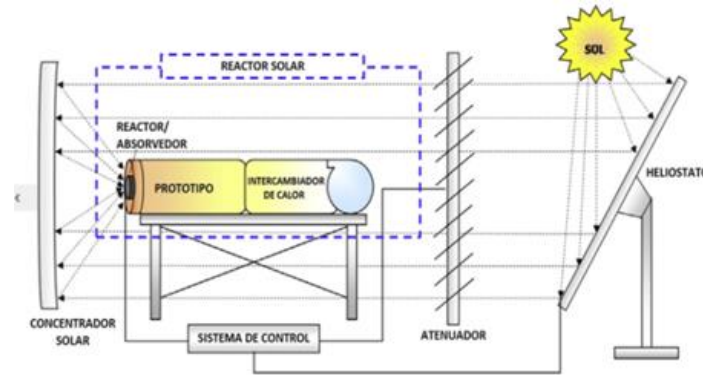 SOL
REACTOR SOLAR
REACTOR/
ABSORVEDOR
PROTOTIPO
INTERCAMBIADOR
DE CALOR
HELIOSTATO
CONCENTRADOR
SOLAR
SISTEMA DE CONTROL
ATENUADOR